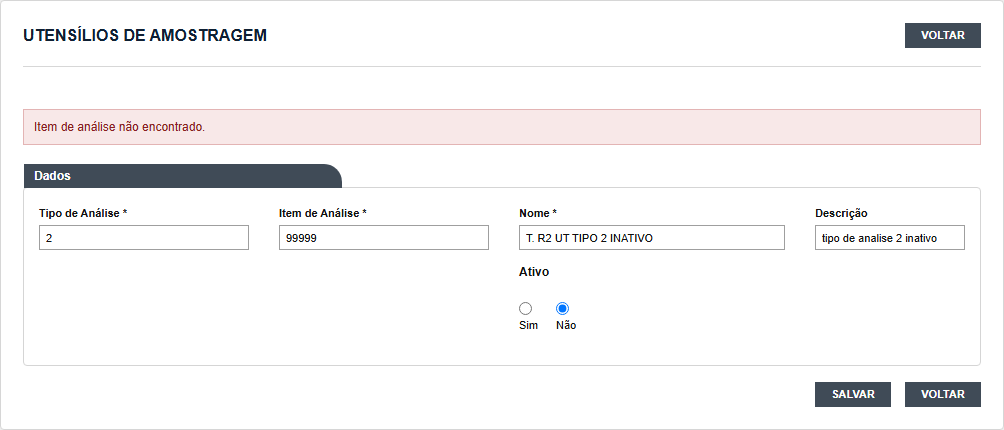 UTENSÍLIOS DE AMOSTRAGEM
VOLTAR
Item de análise não encontrado.
Dados
Tipo de Análise *
Item de Análise *
Nome *
Descrição
2
99999
T. R2 UT TIPO 2 INATIVO
tipo de analise 2 inativo
Ativo
Sim
Não
SALVAR
VOLTAR